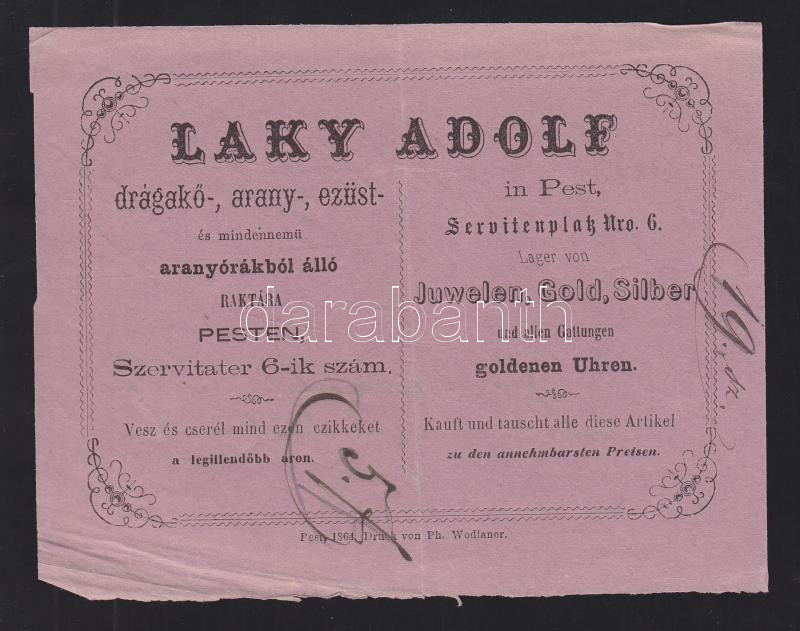 LAKY ADOLF
drágakő-, arany-, ezüst-
és mindennemű
aranyórákból álló
RAKTÁRA
PESTEN,
Szervitater 6-ik szám.
Vesz és cserél mind ezen czikkeket
a legillendőbb áron.
in Pest,
Servitenplatz Nro. 6.
Lager von
Juwelen, Gold, Silber
und allen Gattungen
goldenen Uhren.
Kauft und tauscht alle diese Artikel
zu den annehmbarsten Preisen.
Pest, 1864. Druck von Ph. Wodianer.
19. sz.
darabanth